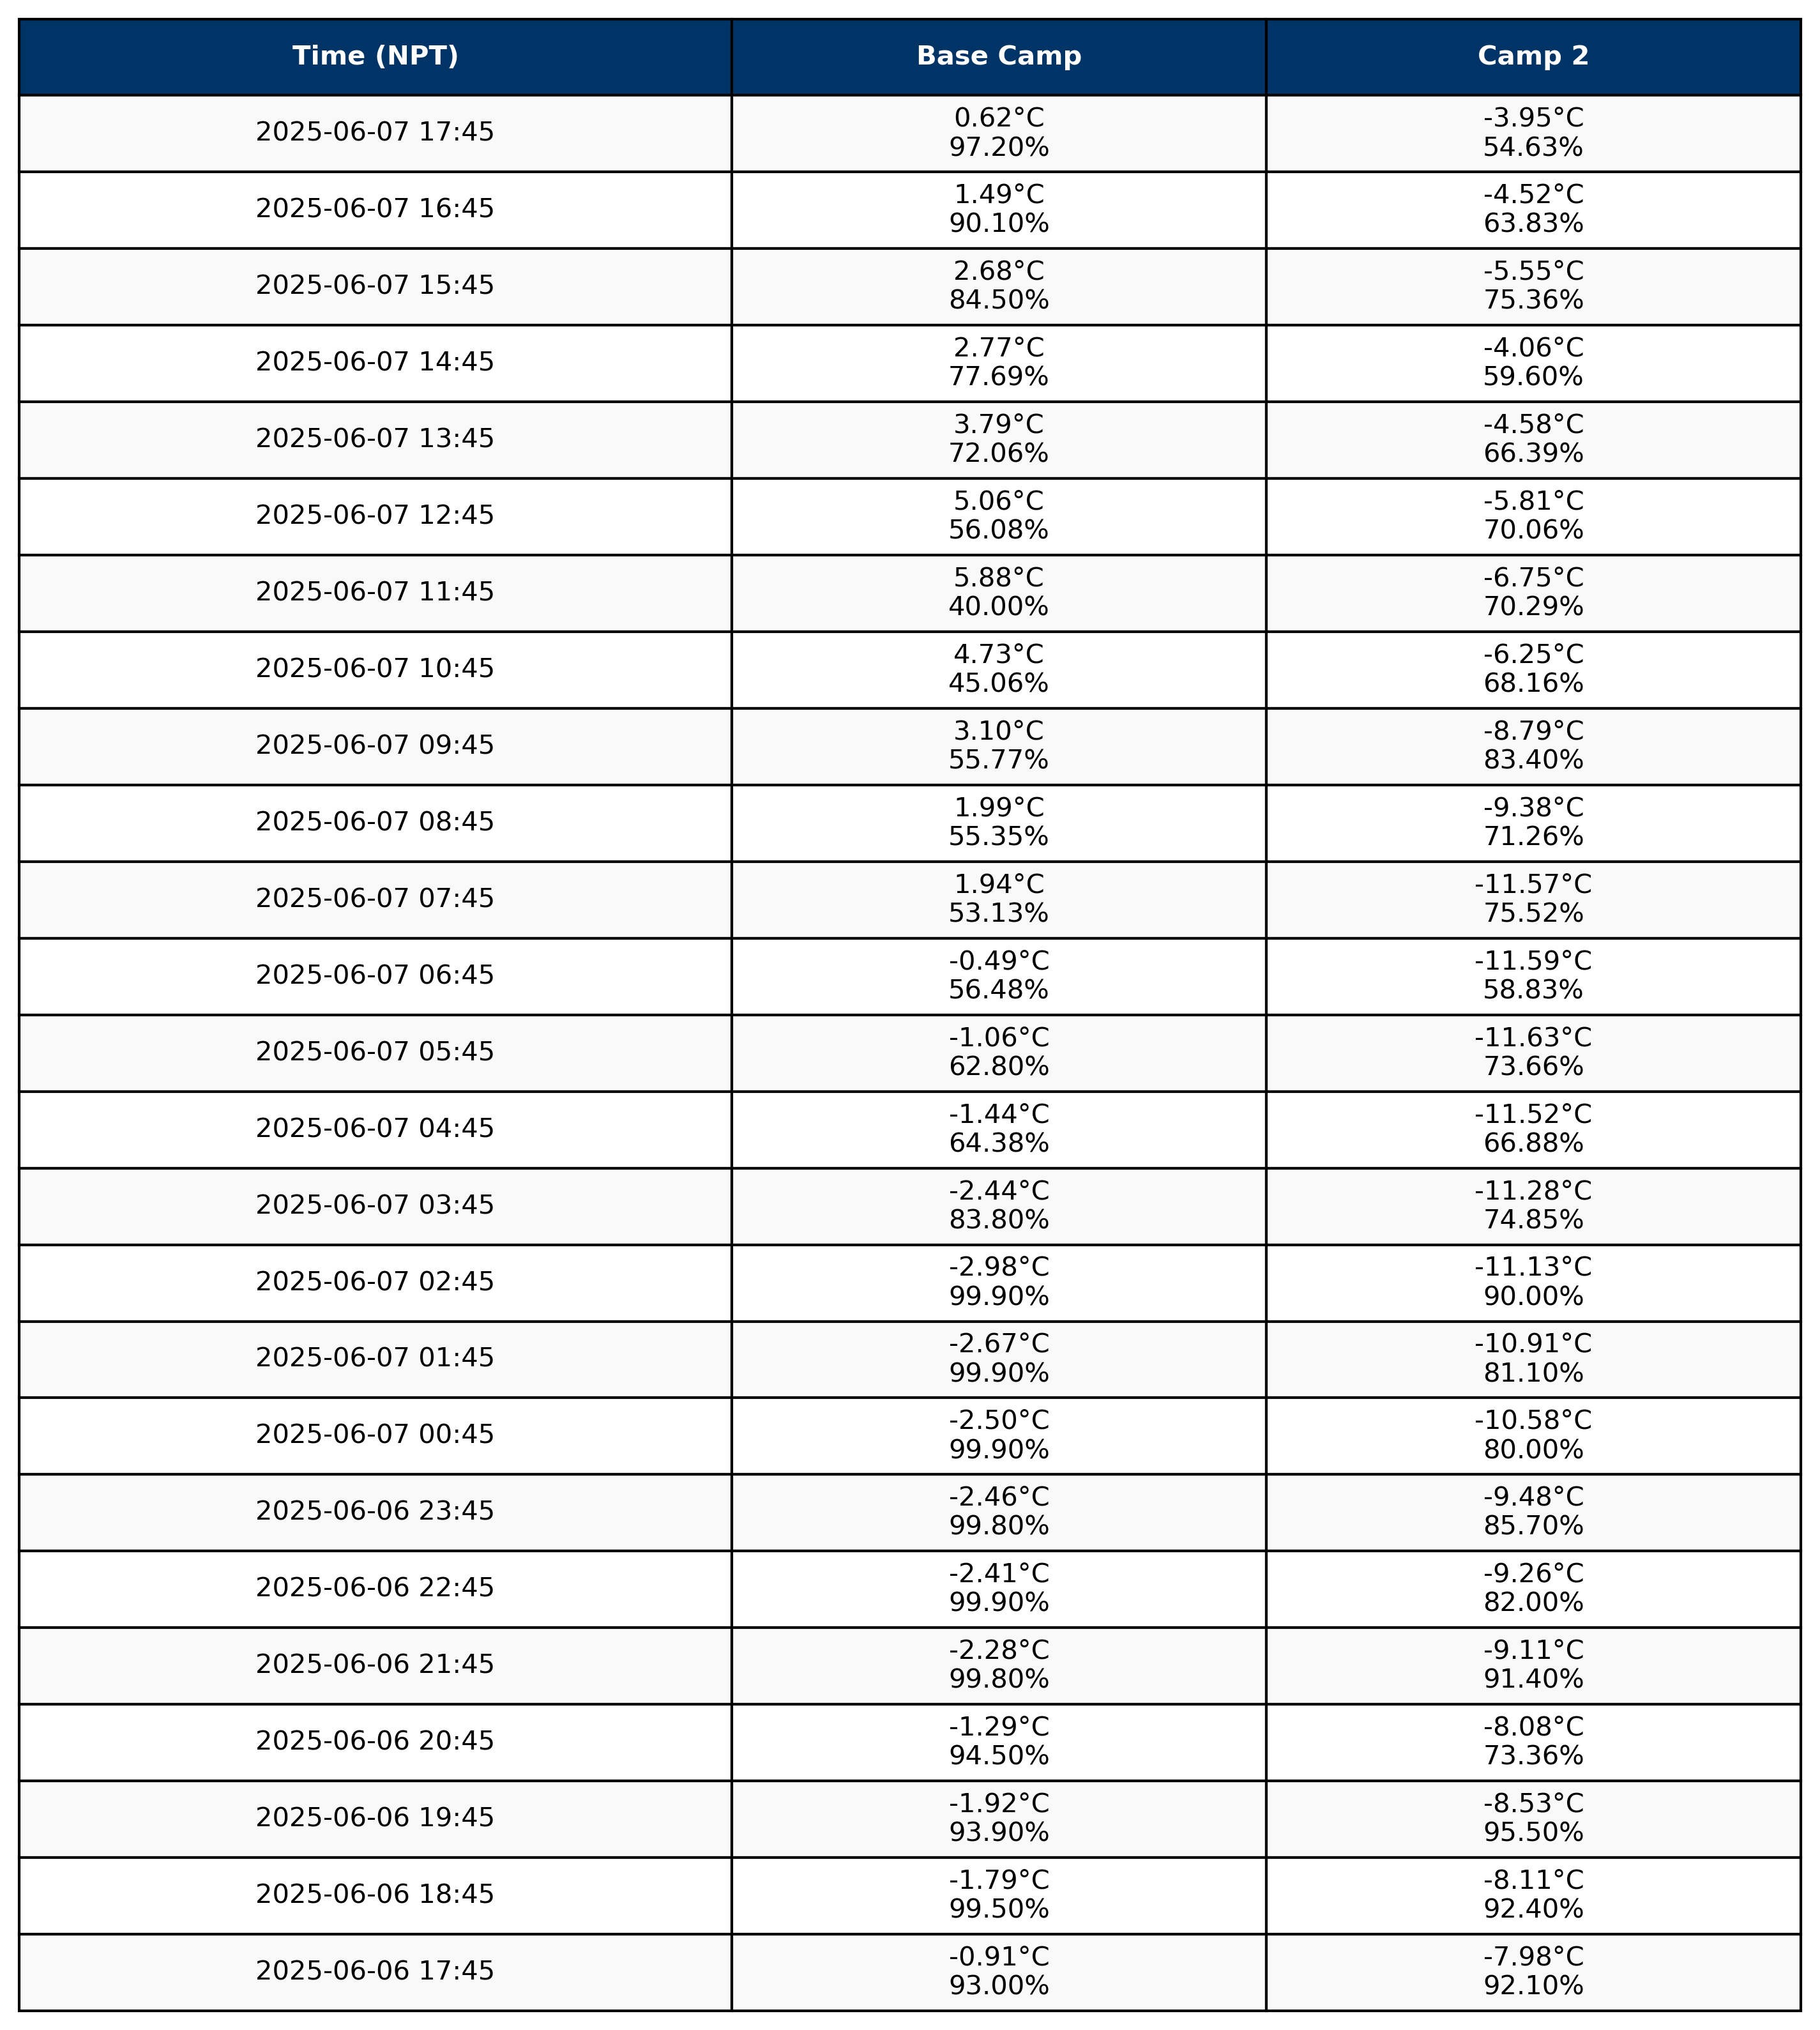 Time (NPT) Base Camp Camp 2
2025-06-07 17:45 0.62°C -3.95°C
97.20% 54.63%
2025-06-07 16:45 1.49°C -4.52°C
90.10% 63.83%
2025-06-07 15:45 2.68°C -5.55°C
84.50% 75.36%
2025-06-07 14:45 2.77°C -4.06°C
77.69% 59.60%
2025-06-07 13:45 3.79°C -4.58°C
72.06% 66.39%
2025-06-07 12:45 5.06°C -5.81°C
56.08% 70.06%
2025-06-07 11:45 5.88°C -6.75°C
40.00% 70.29%
2025-06-07 10:45 4.73°C -6.25°C
45.06% 68.16%
2025-06-07 09:45 3.10°C -8.79°C
55.77% 83.40%
2025-06-07 08:45 1.99°C -9.38°C
55.35% 71.26%
2025-06-07 07:45 1.94°C -11.57°C
53.13% 75.52%
2025-06-07 06:45 -0.49°C -11.59°C
56.48% 58.83%
2025-06-07 05:45 -1.06°C -11.63°C
62.80% 73.66%
2025-06-07 04:45 -1.44°C -11.52°C
64.38% 66.88%
2025-06-07 03:45 -2.44°C -11.28°C
83.80% 74.85%
2025-06-07 02:45 -2.98°C -11.13°C
99.90% 90.00%
2025-06-07 01:45 -2.67°C -10.91°C
99.90% 81.10%
2025-06-07 00:45 -2.50°C -10.58°C
99.90% 80.00%
2025-06-06 23:45 -2.46°C -9.48°C
99.80% 85.70%
2025-06-06 22:45 -2.41°C -9.26°C
99.90% 82.00%
2025-06-06 21:45 -2.28°C -9.11°C
99.80% 91.40%
2025-06-06 20:45 -1.29°C -8.08°C
94.50% 73.36%
2025-06-06 19:45 -1.92°C -8.53°C
93.90% 95.50%
2025-06-06 18:45 -1.79°C -8.11°C
99.50% 92.40%
2025-06-06 17:45 -0.91°C -7.98°C
93.00% 92.10%